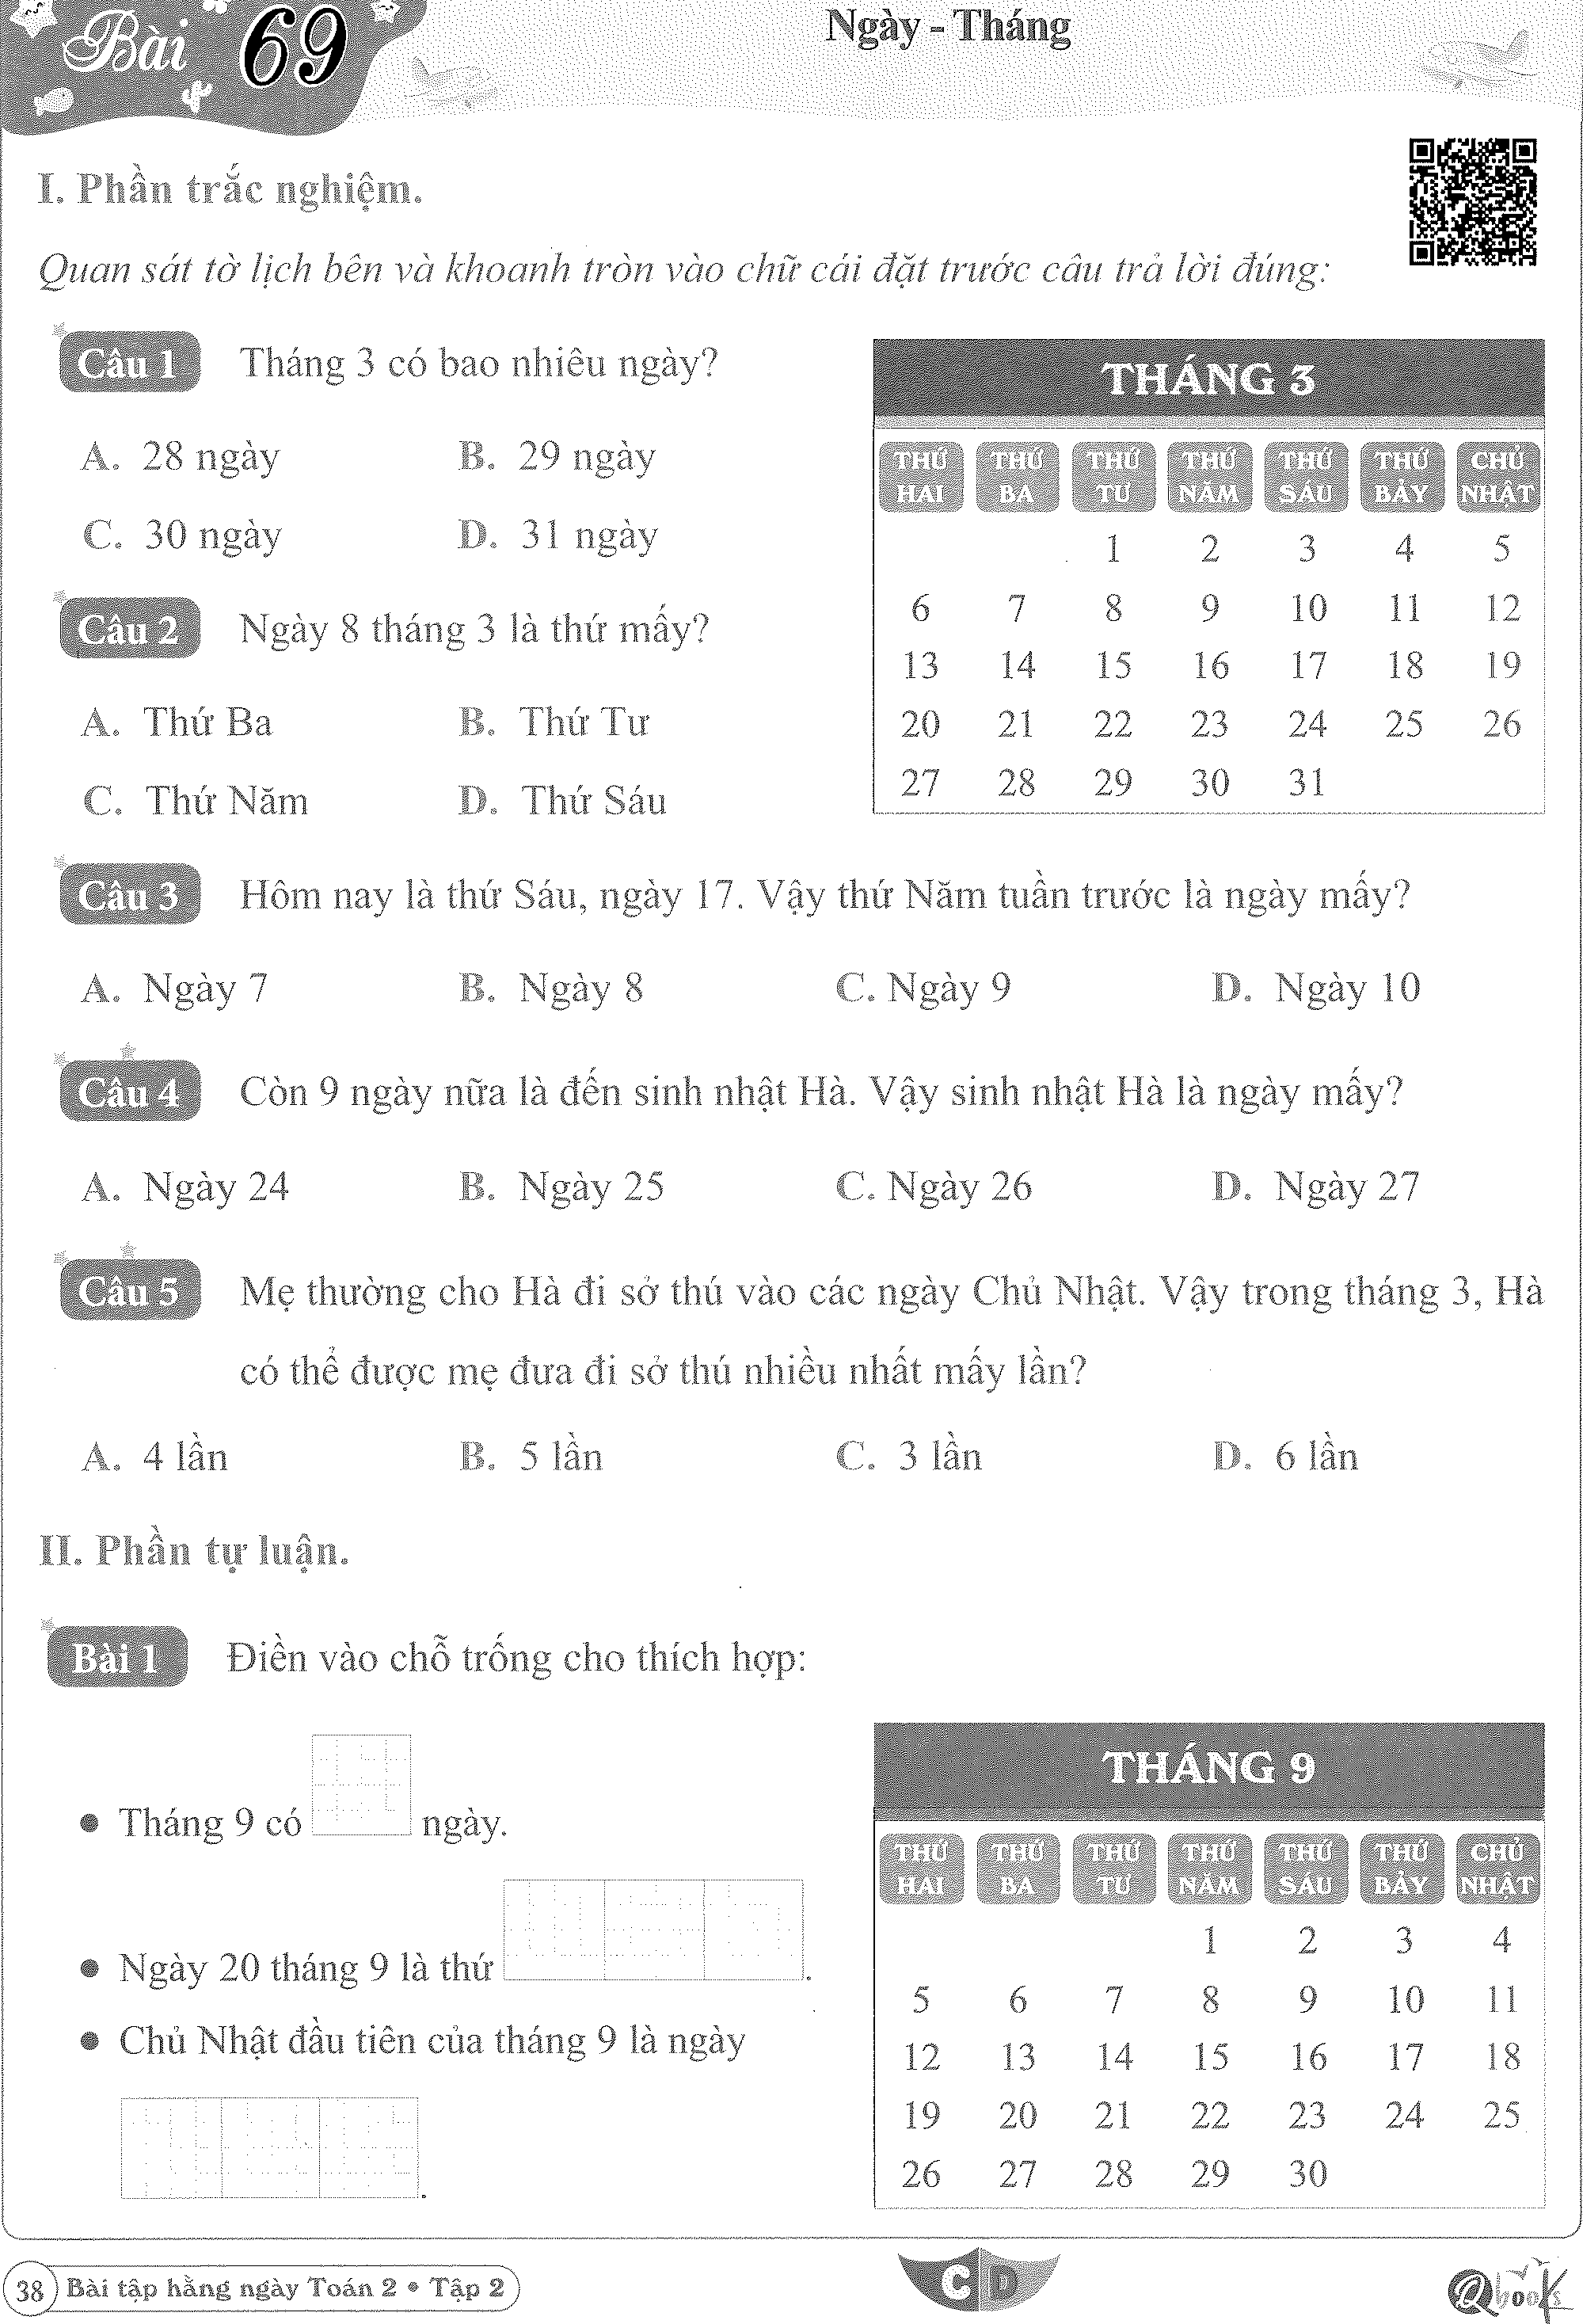 Bài 69
Ngày - Tháng
I. Phần trắc nghiệm.
Quan sát tờ lịch bên và khoanh tròn vào chữ cái đặt trước câu trả lời đúng:
Câu 1 Tháng 3 có bao nhiêu ngày?
A. 28 ngày B. 29 ngày
C. 30 ngày D. 31 ngày
Câu 2 Ngày 8 tháng 3 là thứ mấy?
A. Thứ Ba B. Thứ Tư
C. Thứ Năm D. Thứ Sáu
THÁNG 3
THỨ HAI THỨ BA THỨ TƯ THỨ NĂM THỨ SÁU THỨ BẢY CHỦ NHẬT
1 2 3 4 5
6 7 8 9 10 11 12
13 14 15 16 17 18 19
20 21 22 23 24 25 26
27 28 29 30 31
Câu 3 Hôm nay là thứ Sáu, ngày 17. Vậy thứ Năm tuần trước là ngày mấy?
A. Ngày 7 B. Ngày 8 C. Ngày 9 D. Ngày 10
Câu 4 Còn 9 ngày nữa là đến sinh nhật Hà. Vậy sinh nhật Hà là ngày mấy?
A. Ngày 24 B. Ngày 25 C. Ngày 26 D. Ngày 27
Câu 5 Mẹ thường cho Hà đi sở thú vào các ngày Chủ Nhật. Vậy trong tháng 3, Hà
có thể được mẹ đưa đi sở thú nhiều nhất mấy lần?
A. 4 lần B. 5 lần C. 3 lần D. 6 lần
II. Phần tự luận.
Bài 1 Điền vào chỗ trống cho thích hợp:
• Tháng 9 có ngày.
• Ngày 20 tháng 9 là thứ .
• Chủ Nhật đầu tiên của tháng 9 là ngày
.
THÁNG 9
THỨ HAI THỨ BA THỨ TƯ THỨ NĂM THỨ SÁU THỨ BẢY CHỦ NHẬT
1 2 3 4
5 6 7 8 9 10 11
12 13 14 15 16 17 18
19 20 21 22 23 24 25
26 27 28 29 30
38 Bài tập hằng ngày Toán 2 • Tập 2
CD
Qbooks